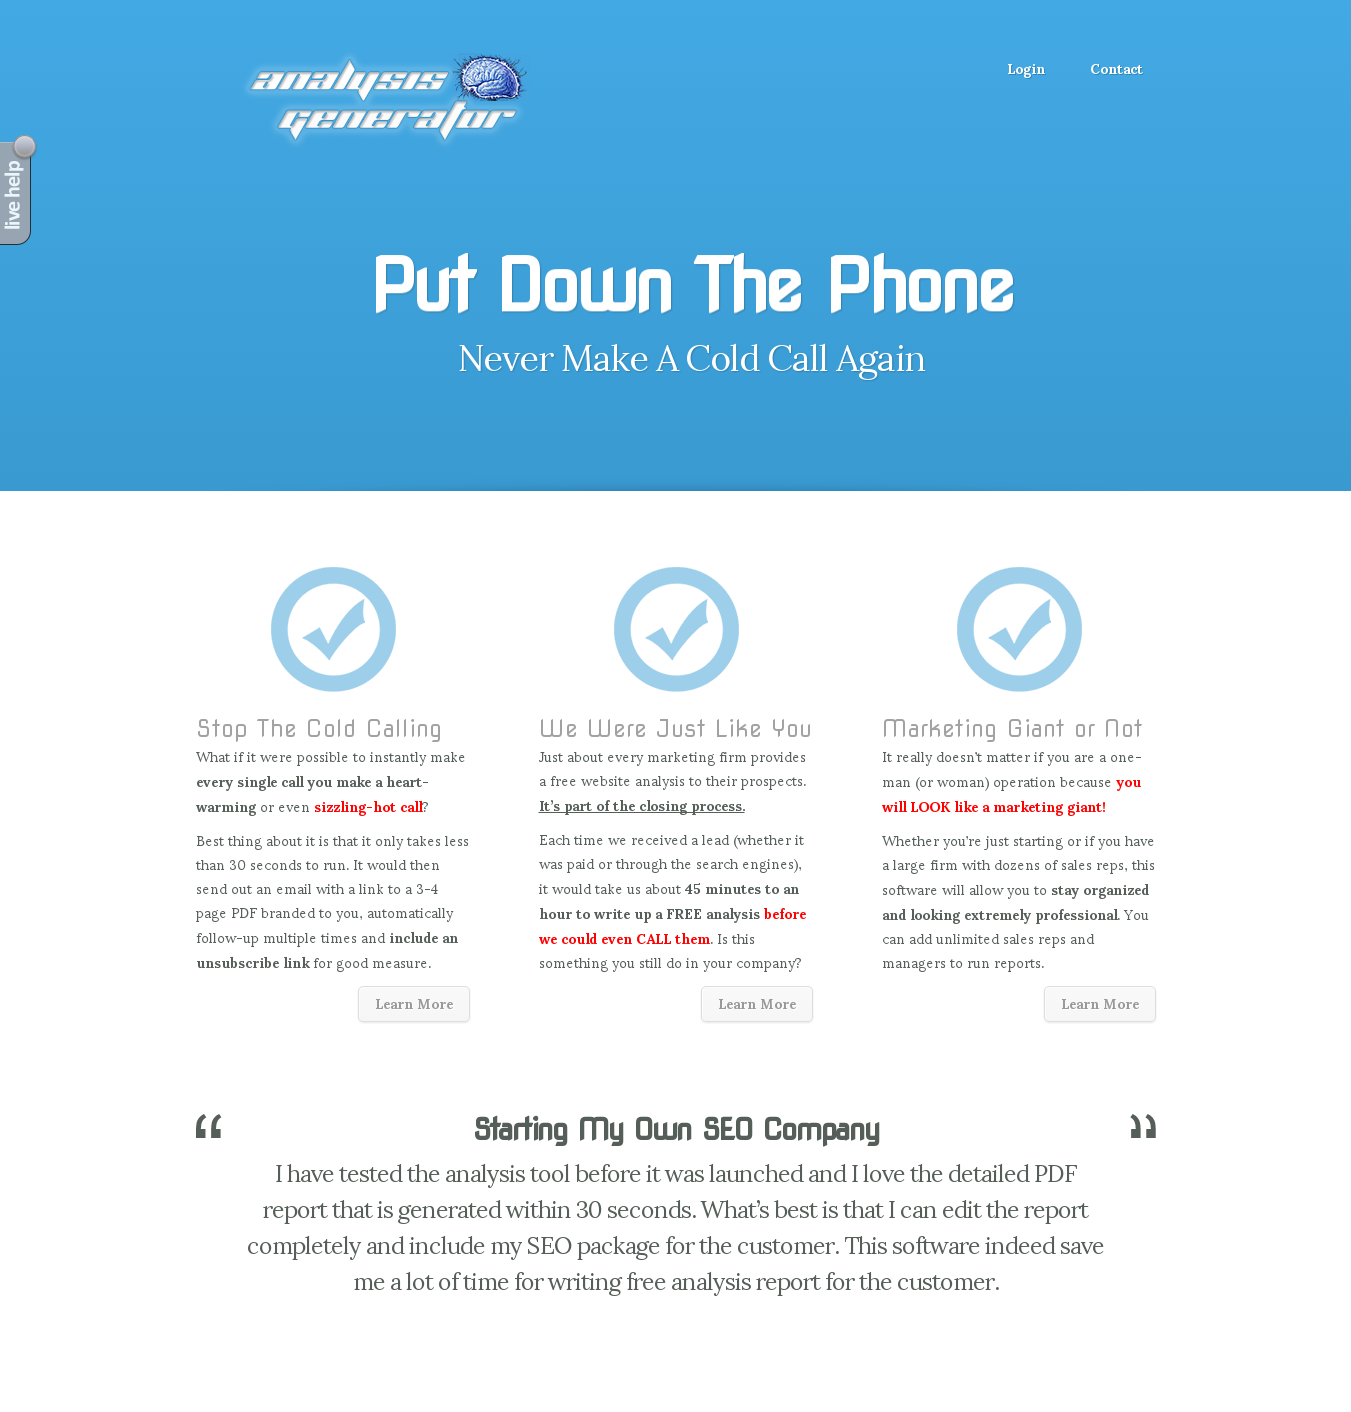 analysis
generator
Login
Contact
live help
Put Down The Phone
Never Make A Cold Call Again
Stop The Cold Calling
What if it were possible to instantly make
every single call you make a heart-
warming or even sizzling-hot call?
Best thing about it is that it only takes less
than 30 seconds to run. It would then
send out an email with a link to a 3-4
page PDF branded to you, automatically
follow-up multiple times and include an
unsubscribe link for good measure.
Learn More
We Were Just Like You
Just about every marketing firm provides
a free website analysis to their prospects.
It’s part of the closing process.
Each time we received a lead (whether it
was paid or through the search engines),
it would take us about 45 minutes to an
hour to write up a FREE analysis before
we could even CALL them. Is this
something you still do in your company?
Learn More
Marketing Giant or Not
It really doesn't matter if you are a one-
man (or woman) operation because you
will LOOK like a marketing giant!
Whether you’re just starting or if you have
a large firm with dozens of sales reps, this
software will allow you to stay organized
and looking extremely professional. You
can add unlimited sales reps and
managers to run reports.
Learn More
“ Starting My Own SEO Company ”
I have tested the analysis tool before it was launched and I love the detailed PDF
report that is generated within 30 seconds. What’s best is that I can edit the report
completely and include my SEO package for the customer. This software indeed save
me a lot of time for writing free analysis report for the customer.